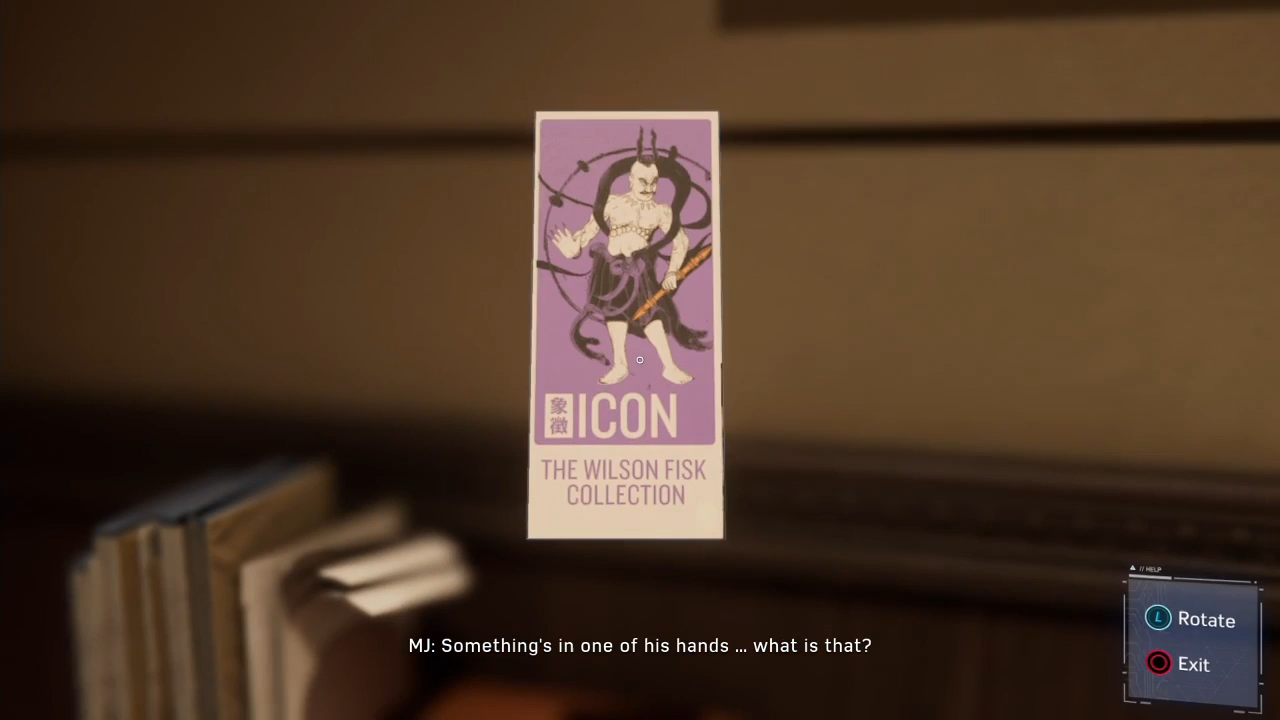 象徵
ICON
THE WILSON FISK
COLLECTION
MJ: Something's in one of his hands ... what is that?
// HELP
L Rotate
Exit